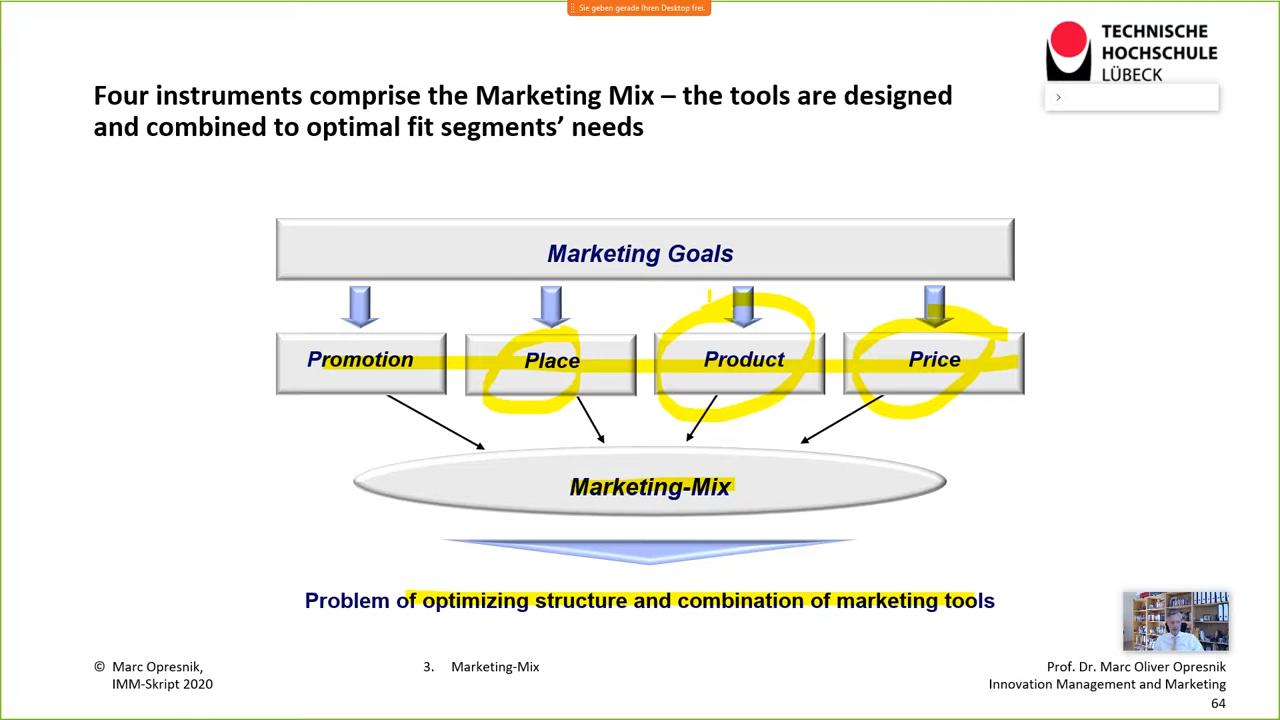 Sie geben gerade Ihren Desktop frei.
TECHNISCHE
HOCHSCHULE
LÜBECK
Four instruments comprise the Marketing Mix – the tools are designed
and combined to optimal fit segments’ needs
Marketing Goals
Promotion
Place
Product
Price
Marketing-Mix
Problem of optimizing structure and combination of marketing tools
© Marc Opresnik,
IMM-Skript 2020
3. Marketing-Mix
Prof. Dr. Marc Oliver Opresnik
Innovation Management and Marketing
64